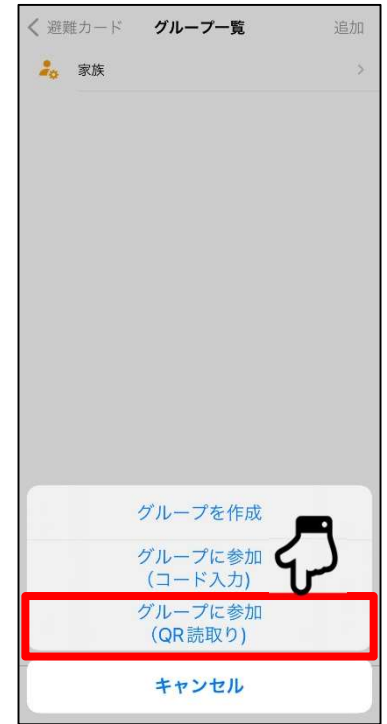 避難カード グループ一覧 追加
家族
グループを作成
グループに参加
（コード入力）
グループに参加
（QR読取り）
キャンセル